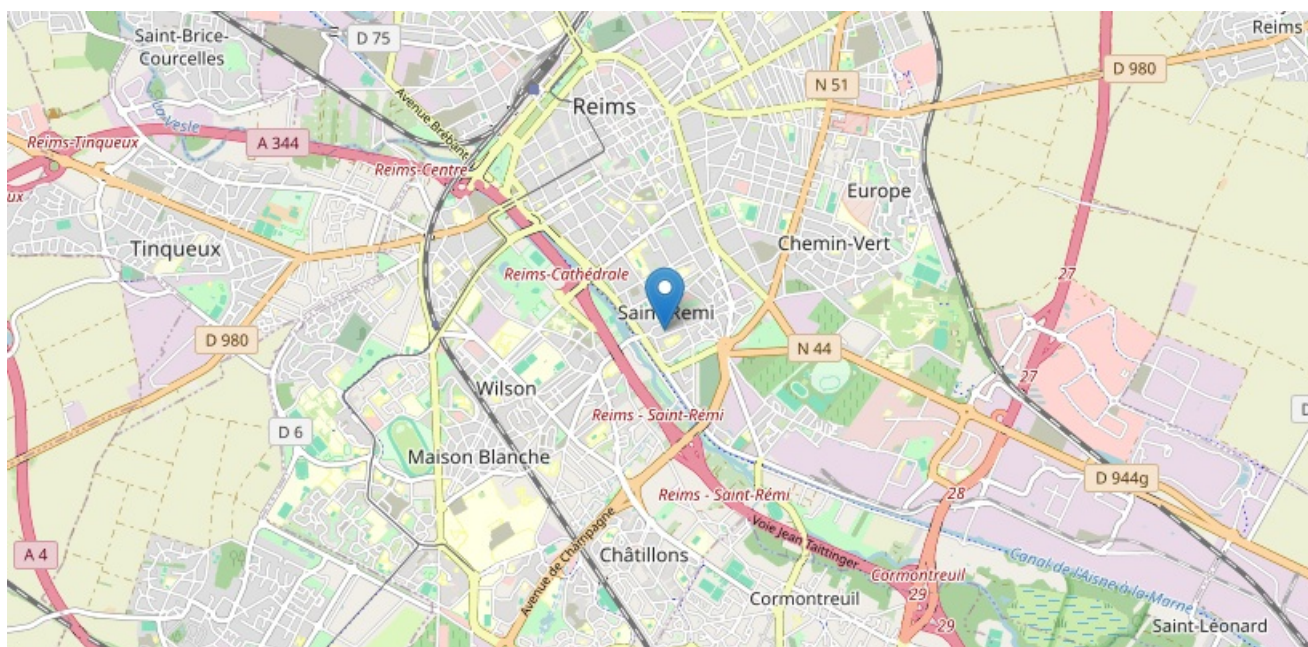 Saint-Brice-
Courcelles
D 75
Reims
D 980
N 51
Reims
Avenue Brébant
La Vesle
Reims-Tinqueux
A 344
Reims-Centre
Europe
Tinqueux
Chemin-Vert
Reims-Cathédrale
27
Saint-Remi
D 980
N 44
Wilson
27
Reims - Saint-Rémi
D 6
Maison Blanche
D 944g
28
Reims - Saint-Rémi
Voie Jean Taittinger
Avenue de Champagne
A 4
Châtillons
Canal de l'Aisne à la Marne
Cormontreuil
29
Cormontreuil
29
Saint-Léonard